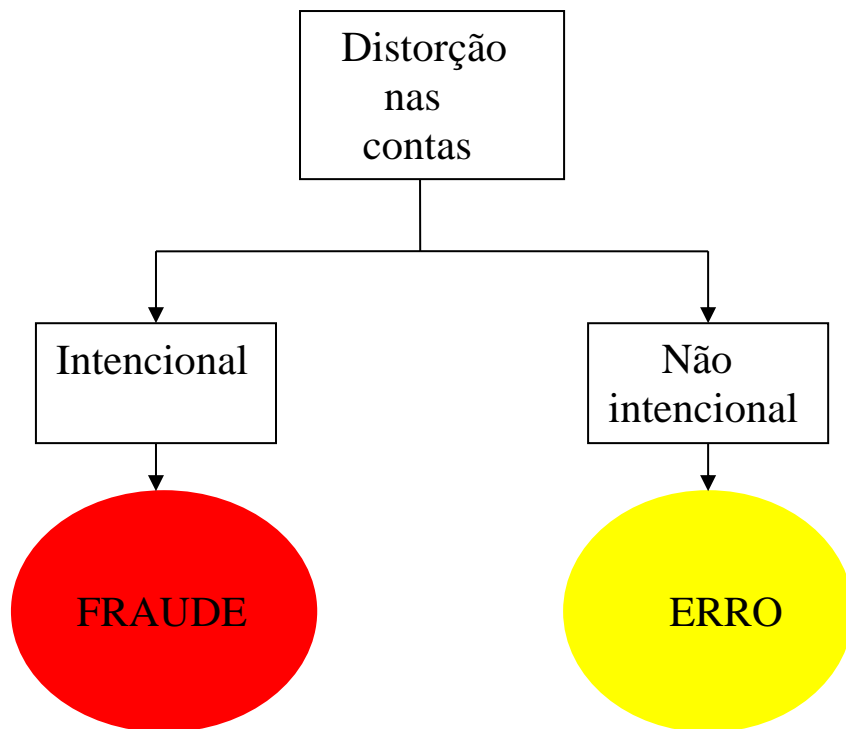 Distorção
nas
contas
Intencional
Não
intencional
FRAUDE
ERRO